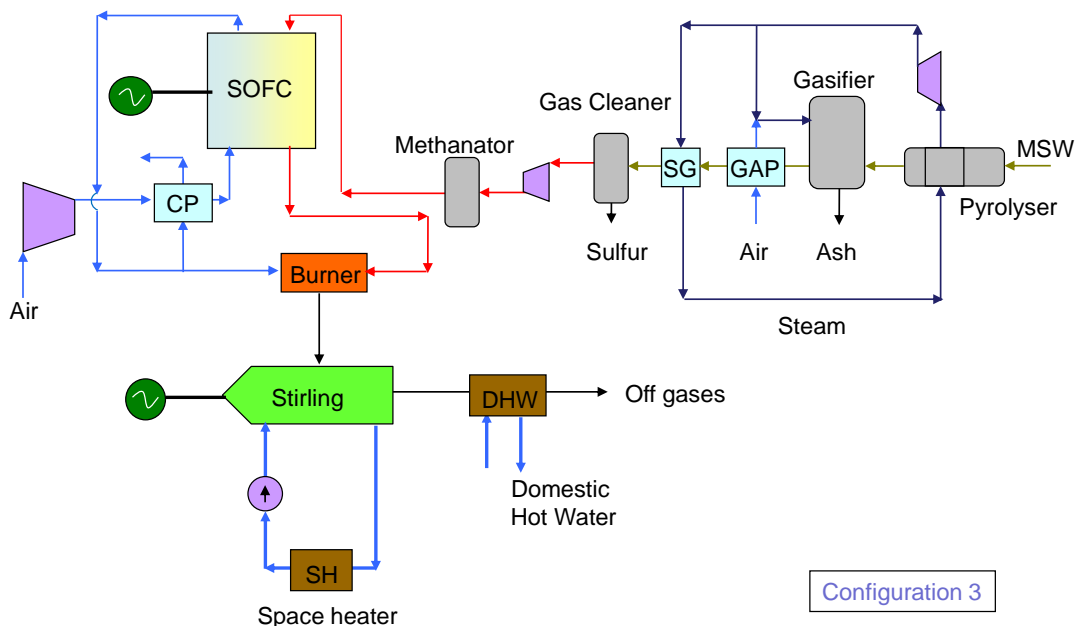 SOFC
Gasifier
Gas Cleaner
Methanator
MSW
SG
GAP
CP
Pyrolyser
Sulfur
Air
Ash
Burner
Air
Steam
Stirling
DHW
Off gases
Domestic
Hot Water
SH
Space heater
Configuration 3